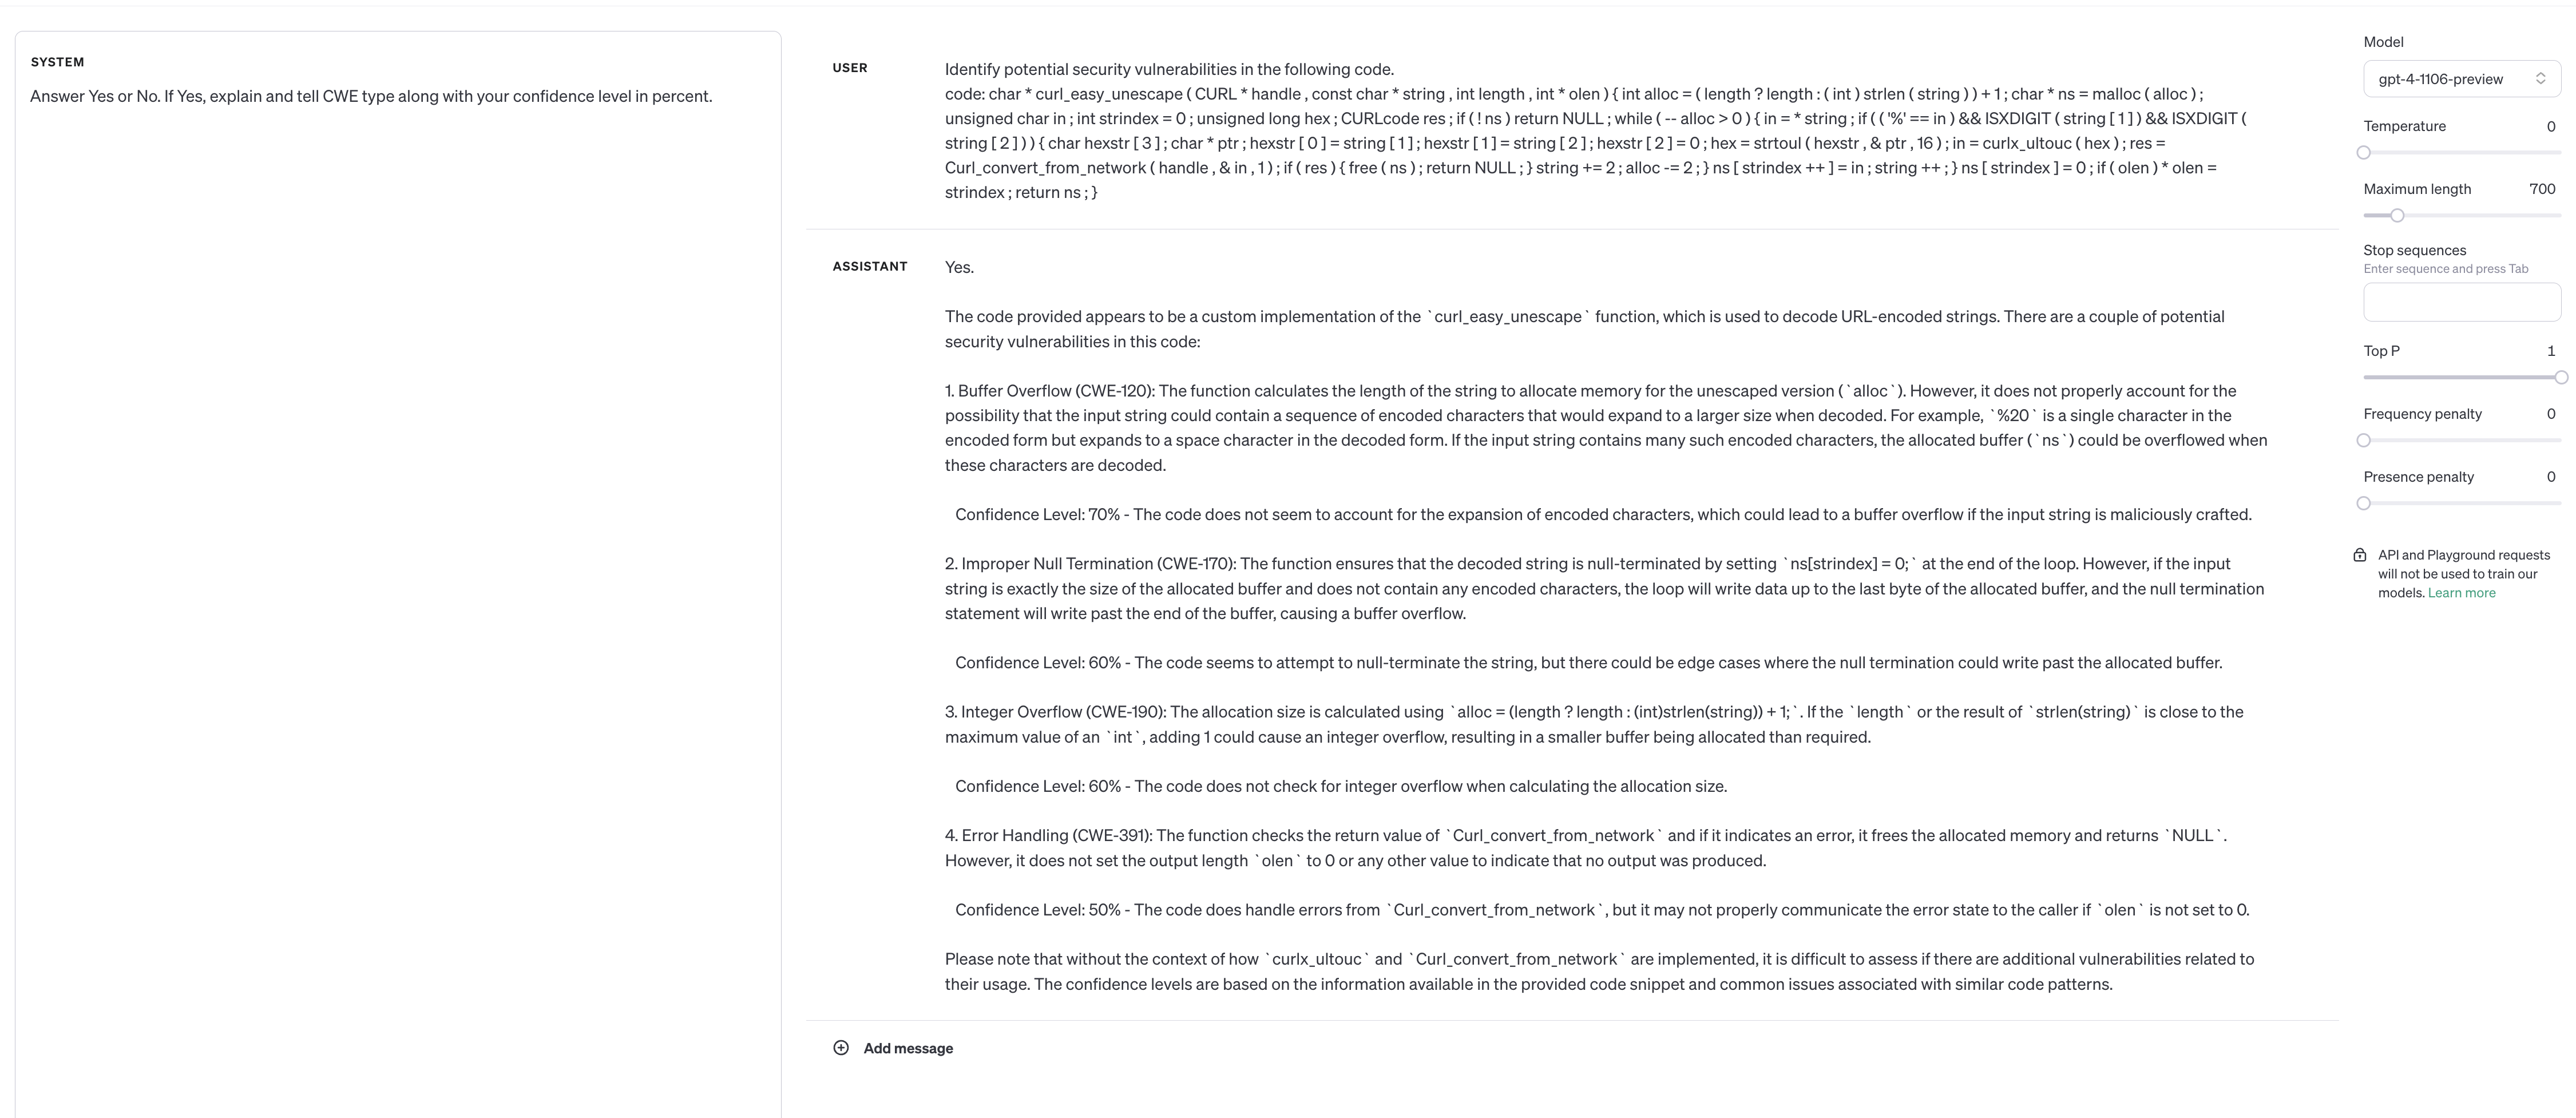 SYSTEM
Answer Yes or No. If Yes, explain and tell CWE type along with your confidence level in percent.
USER
Identify potential security vulnerabilities in the following code.
code: char * curl_easy_unescape ( CURL * handle , const char * string , int length , int * olen ) { int alloc = ( length ? length : ( int ) strlen ( string ) ) + 1 ; char * ns = malloc ( alloc ) ;
unsigned char in ; int strindex = 0 ; unsigned long hex ; CURLcode res ; if ( ! ns ) return NULL ; while ( -- alloc > 0 ) { in = * string ; if ( ( '%' == in ) && ISXDIGIT ( string [ 1 ] ) && ISXDIGIT (
string [ 2 ] ) ) { char hexstr [ 3 ] ; char * ptr ; hexstr [ 0 ] = string [ 1 ] ; hexstr [ 1 ] = string [ 2 ] ; hexstr [ 2 ] = 0 ; hex = strtoul ( hexstr , & ptr , 16 ) ; in = curlx_ultouc ( hex ) ; res =
Curl_convert_from_network ( handle , & in , 1 ) ; if ( res ) { free ( ns ) ; return NULL ; } string += 2 ; alloc -= 2 ; } ns [ strindex ++ ] = in ; string ++ ; } ns [ strindex ] = 0 ; if ( olen ) * olen =
strindex ; return ns ; }
ASSISTANT
Yes.
The code provided appears to be a custom implementation of the `curl_easy_unescape` function, which is used to decode URL-encoded strings. There are a couple of potential
security vulnerabilities in this code:
1. Buffer Overflow (CWE-120): The function calculates the length of the string to allocate memory for the unescaped version (`alloc`). However, it does not properly account for the
possibility that the input string could contain a sequence of encoded characters that would expand to a larger size when decoded. For example, `%20` is a single character in the
encoded form but expands to a space character in the decoded form. If the input string contains many such encoded characters, the allocated buffer (`ns`) could be overflowed when
these characters are decoded.
Confidence Level: 70% - The code does not seem to account for the expansion of encoded characters, which could lead to a buffer overflow if the input string is maliciously crafted.
2. Improper Null Termination (CWE-170): The function ensures that the decoded string is null-terminated by setting `ns[strindex] = 0;` at the end of the loop. However, if the input
string is exactly the size of the allocated buffer and does not contain any encoded characters, the loop will write data up to the last byte of the allocated buffer, and the null termination
statement will write past the end of the buffer, causing a buffer overflow.
Confidence Level: 60% - The code seems to attempt to null-terminate the string, but there could be edge cases where the null termination could write past the allocated buffer.
3. Integer Overflow (CWE-190): The allocation size is calculated using `alloc = (length ? length : (int)strlen(string)) + 1;`. If the `length` or the result of `strlen(string)` is close to the
maximum value of an `int`, adding 1 could cause an integer overflow, resulting in a smaller buffer being allocated than required.
Confidence Level: 60% - The code does not check for integer overflow when calculating the allocation size.
4. Error Handling (CWE-391): The function checks the return value of `Curl_convert_from_network` and if it indicates an error, it frees the allocated memory and returns `NULL`.
However, it does not set the output length `olen` to 0 or any other value to indicate that no output was produced.
Confidence Level: 50% - The code does handle errors from `Curl_convert_from_network`, but it may not properly communicate the error state to the caller if `olen` is not set to 0.
Please note that without the context of how `curlx_ultouc` and `Curl_convert_from_network` are implemented, it is difficult to assess if there are additional vulnerabilities related to
their usage. The confidence levels are based on the information available in the provided code snippet and common issues associated with similar code patterns.
Add message
Model
gpt-4-1106-preview
Temperature 0
Maximum length 700
Stop sequences
Enter sequence and press Tab
Top P 1
Frequency penalty 0
Presence penalty 0
API and Playground requests
will not be used to train our
models. Learn more